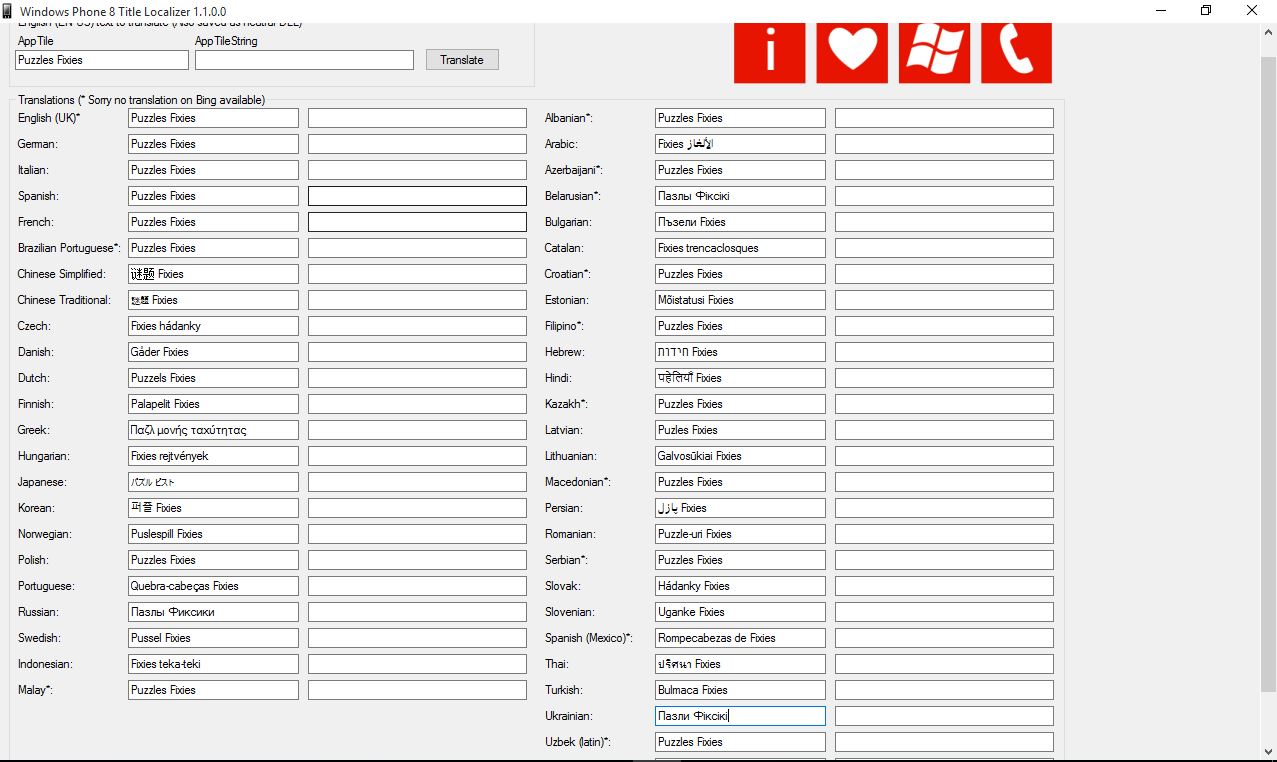 Windows Phone 8 Title Localizer 1.1.0.0
English (EN-US) text to translate (Also saved as neutral DLL)
AppTile AppTileString
Puzzles Fixies Translate
Translations (* Sorry no translation on Bing available)
English (UK)* Puzzles Fixies
German: Puzzles Fixies
Italian: Puzzles Fixies
Spanish: Puzzles Fixies
French: Puzzles Fixies
Brazilian Portuguese*: Puzzles Fixies
Chinese Simplified: 谜题 Fixies
Chinese Traditional: Fixies
Czech: Fixies hádanky
Danish: Gåder Fixies
Dutch: Puzzels Fixies
Finnish: Palapelit Fixies
Greek: Παζλ μονής ταχύτητας
Hungarian: Fixies rejtvények
Japanese: パズル ピスト
Korean: 퍼즐 Fixies
Norwegian: Puslespill Fixies
Polish: Puzzles Fixies
Portuguese: Quebra-cabeças Fixies
Russian: Пазлы Фиксики
Swedish: Pussel Fixies
Indonesian: Fixies teka-teki
Malay*: Puzzles Fixies
Albanian*: Puzzles Fixies
Arabic: Fixies الألغاز
Azerbaijani*: Puzzles Fixies
Belarusian*: Пазлы Фіксікі
Bulgarian: Пъзели Fixies
Catalan: Fixies trencaclosques
Croatian*: Puzzles Fixies
Estonian: Mõistatusi Fixies
Filipino*: Puzzles Fixies
Hebrew: חידות Fixies
Hindi: पहेलियाँ Fixies
Kazakh*: Puzzles Fixies
Latvian: Puzles Fixies
Lithuanian: Galvosūkiai Fixies
Macedonian*: Puzzles Fixies
Persian: پازل Fixies
Romanian: Puzzle-uri Fixies
Serbian*: Puzzles Fixies
Slovak: Hádanky Fixies
Slovenian: Uganke Fixies
Spanish (Mexico)*: Rompecabezas de Fixies
Thai: ปริศนา Fixies
Turkish: Bulmaca Fixies
Ukrainian: Пазли Фіксікі
Uzbek (latin)*: Puzzles Fixies